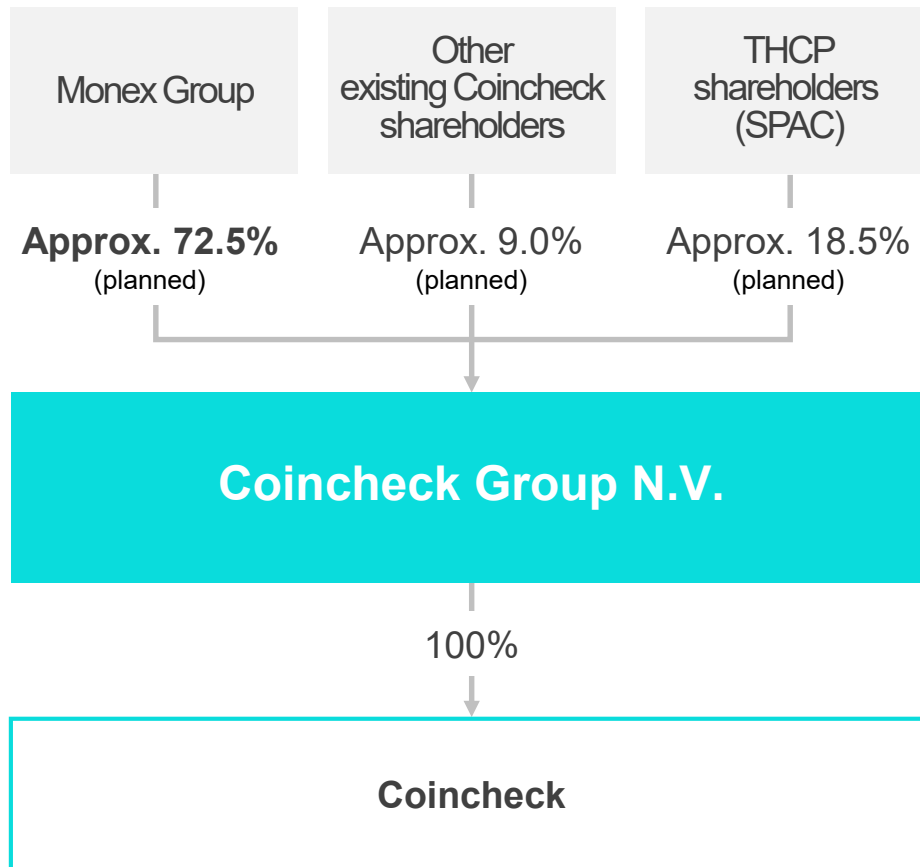 Monex Group
Other
existing Coincheck
shareholders
THCP
shareholders
(SPAC)
Approx. 72.5%
(planned)
Approx. 9.0%
(planned)
Approx. 18.5%
(planned)
Coincheck Group N.V.
100%
Coincheck